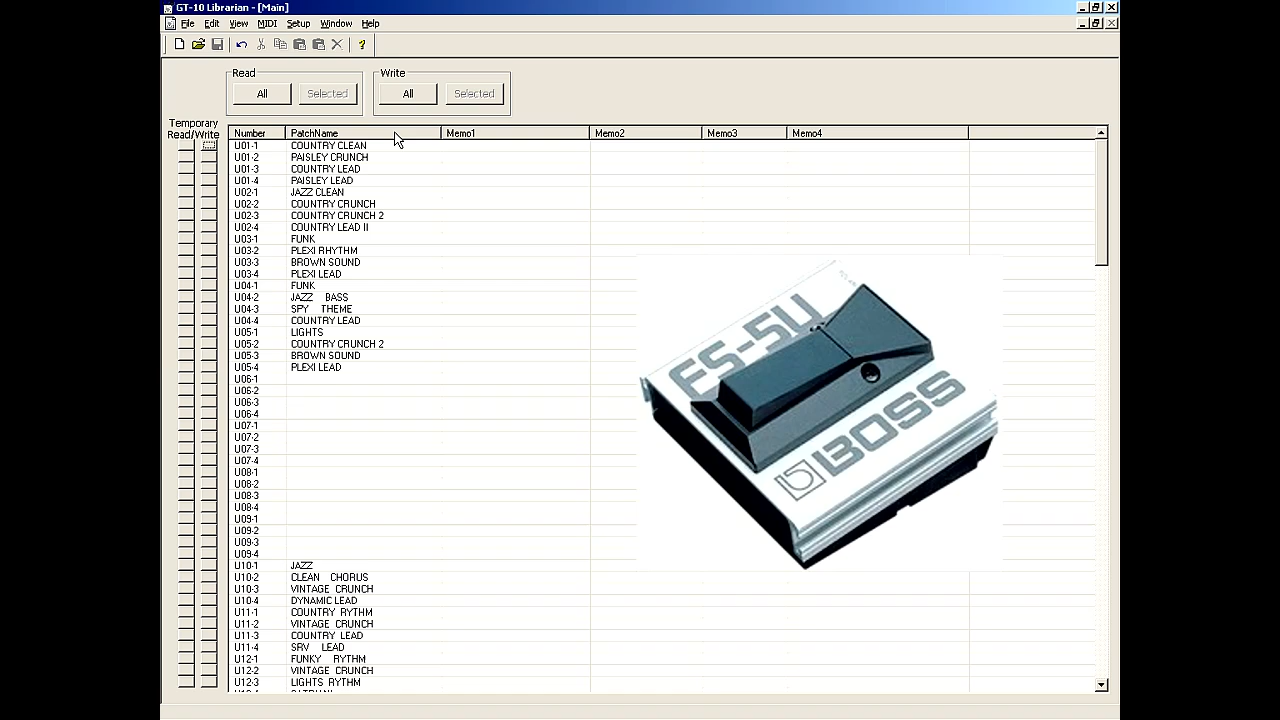 GT-10 Librarian - [Main]
File Edit View MIDI Setup Window Help
Read
Write
All Selected All Selected
Temporary
Read/Write
Number PatchName Memo1 Memo2 Memo3 Memo4
U01-1 COUNTRY CLEAN
U01-2 PAISLEY CRUNCH
U01-3 COUNTRY LEAD
U01-4 PAISLEY LEAD
U02-1 JAZZ CLEAN
U02-2 COUNTRY CRUNCH
U02-3 COUNTRY CRUNCH 2
U02-4 COUNTRY LEAD II
U03-1 FUNK
U03-2 PLEXI RHYTHM
U03-3 BROWN SOUND
U03-4 PLEXI LEAD
U04-1 FUNK
U04-2 JAZZ BASS
U04-3 SPY THEME
U04-4 COUNTRY LEAD
U05-1 LIGHTS
U05-2 COUNTRY CRUNCH 2
U05-3 BROWN SOUND
U05-4 PLEXI LEAD
U06-1
U06-2
U06-3
U06-4
U07-1
U07-2
U07-3
U07-4
U08-1
U08-2
U08-3
U08-4
U09-1
U09-2
U09-3
U09-4
U10-1 JAZZ
U10-2 CLEAN CHORUS
U10-3 VINTAGE CRUNCH
U10-4 DYNAMIC LEAD
U11-1 COUNTRY RYTHM
U11-2 VINTAGE CRUNCH
U11-3 COUNTRY LEAD
U11-4 SRV LEAD
U12-1 FUNKY RYTHM
U12-2 VINTAGE CRUNCH
U12-3 LIGHTS RYTHM
FS-5U
BOSS